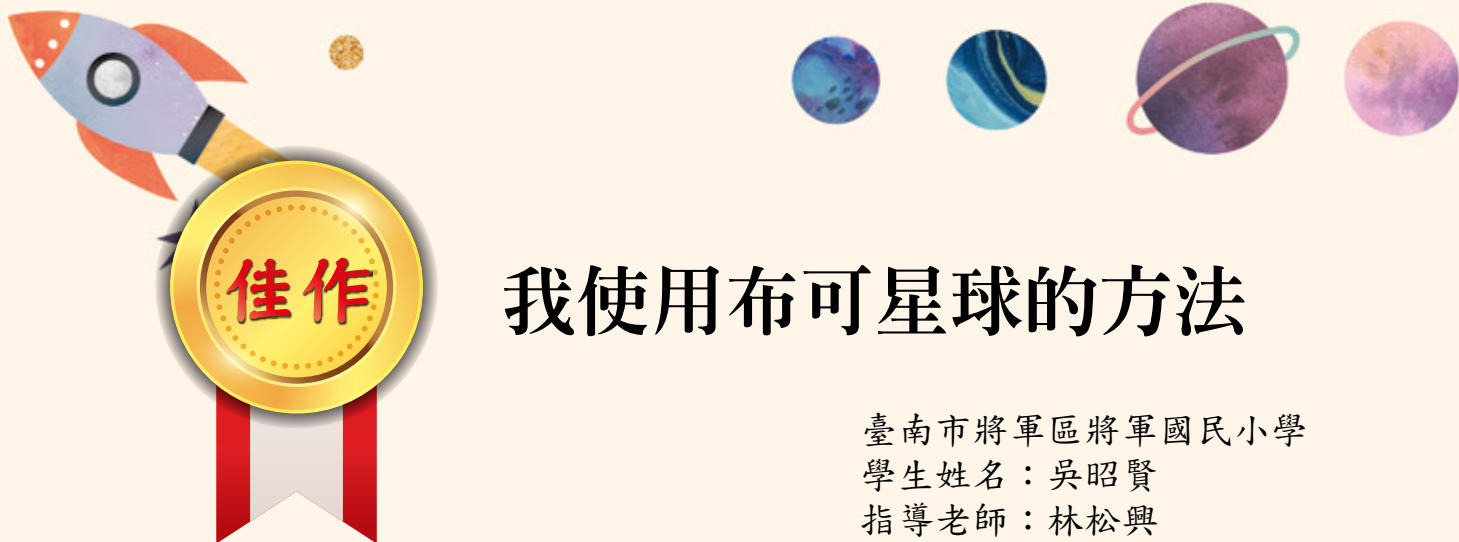 佳作
我使用布可星球的方法
臺南市將軍區將軍國民小學
學生姓名：吳昭賢
指導老師：林松興